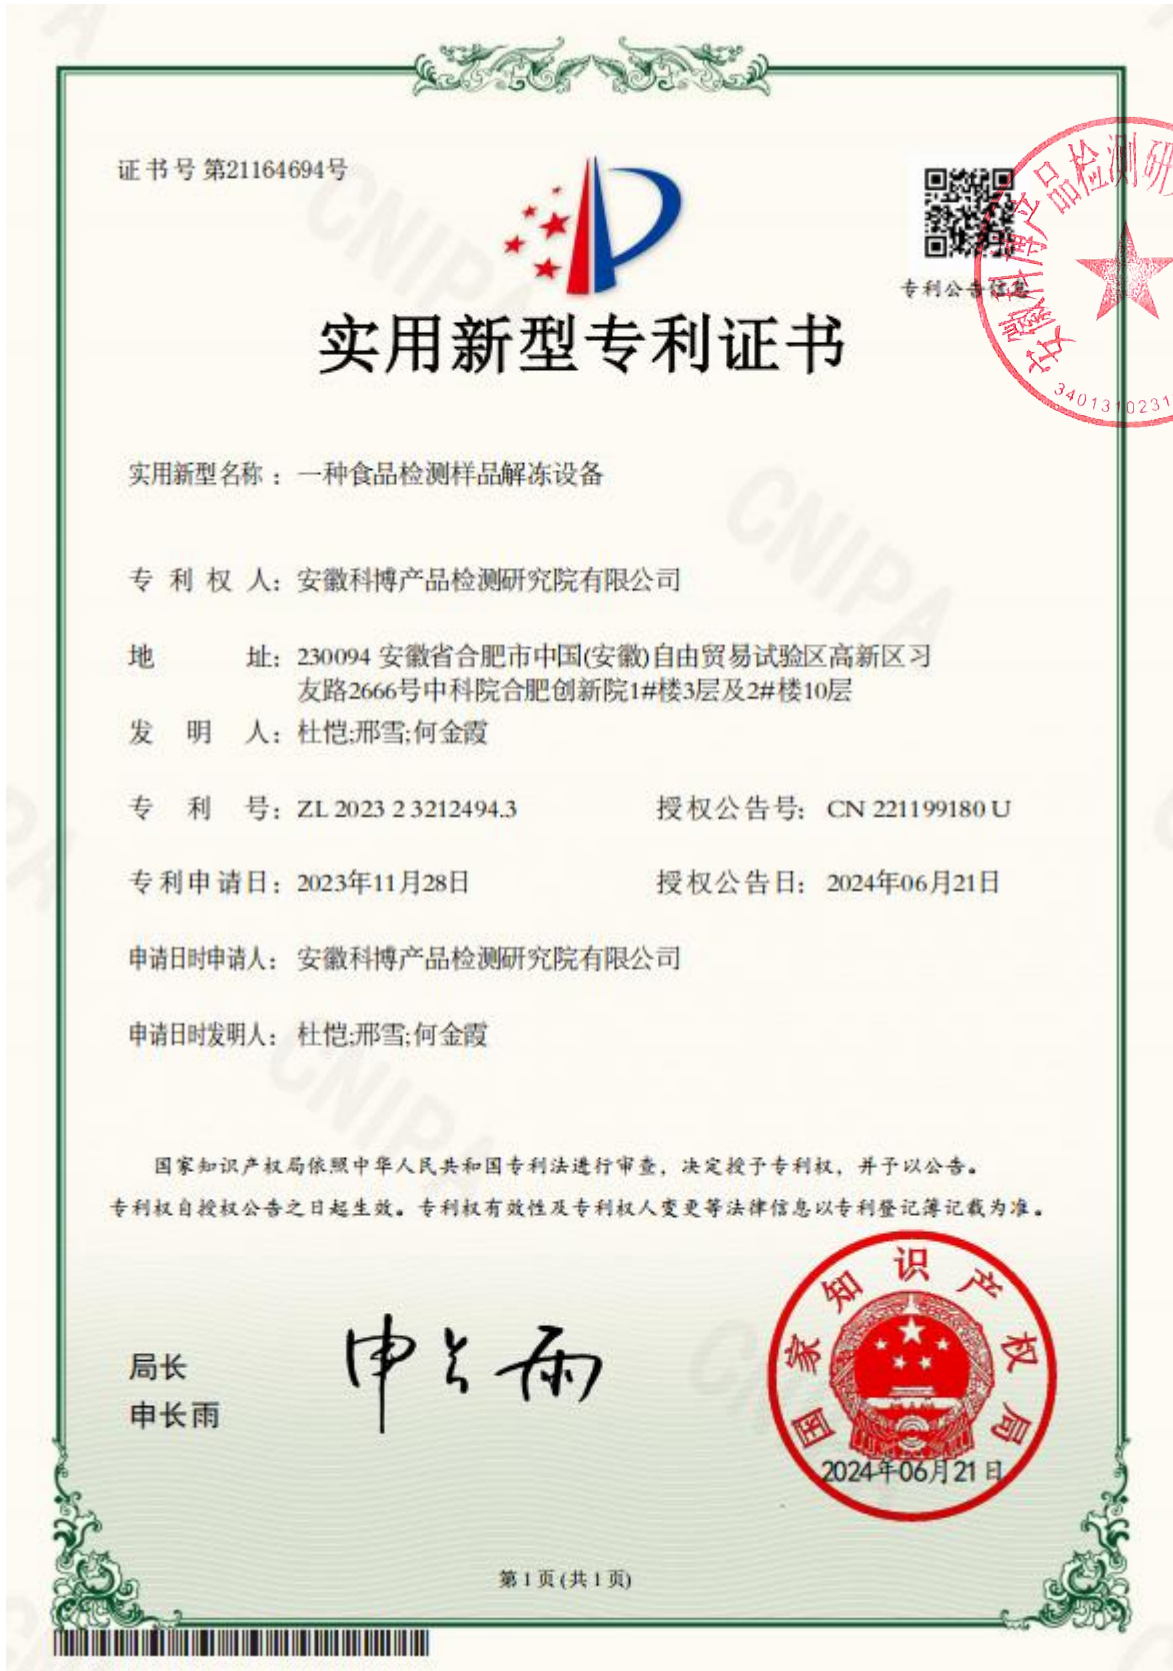 证书号第21164694号
专利公告信息
安徽科博产品检测研
3401310231
实用新型专利证书
实用新型名称：一种食品检测样品解冻设备
专利权人：安徽科博产品检测研究院有限公司
地址：230094 安徽省合肥市中国(安徽)自由贸易试验区高新区习
友路2666号中科院合肥创新院1#楼3层及2#楼10层
发明人：杜恺;邢雪;何金霞
专利号：ZL 2023 2 3212494.3 授权公告号：CN 221199180 U
专利申请日：2023年11月28日 授权公告日：2024年06月21日
申请日时申请人：安徽科博产品检测研究院有限公司
申请日时发明人：杜恺;邢雪;何金霞
国家知识产权局依照中华人民共和国专利法进行审查，决定授予专利权，并予以公告。
专利权自授权公告之日起生效。专利权有效性及专利权人变更等法律信息以专利登记簿记载为准。
局长
申长雨
申长雨
国家知识产权局
2024年06月21日
第1页(共1页)
CNIPA
CNIPA
CNIPA